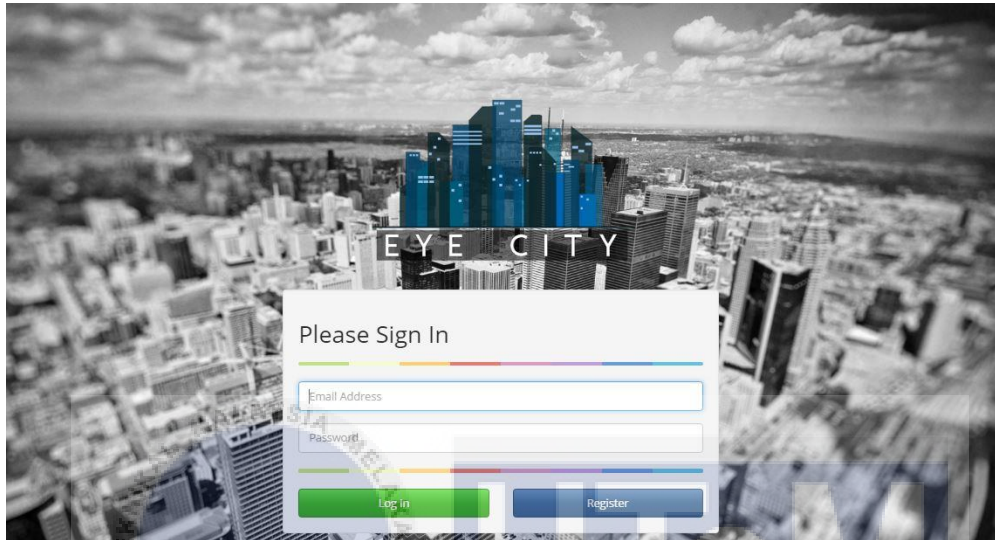 EYE CITY
Please Sign In
Email Address
Password
Log in
Register